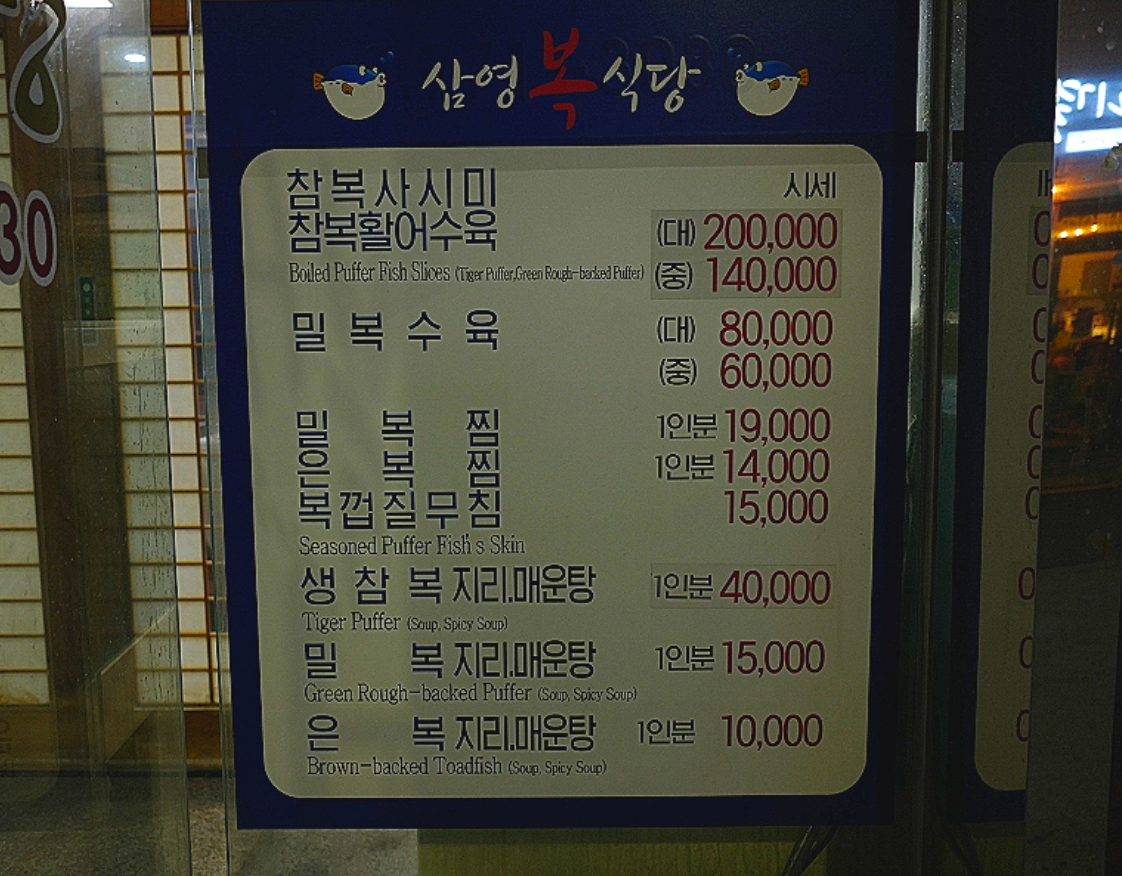 삼영복식당
참복사시미 시세
참복활어수육 (대) 200,000
Boiled Puffer Fish Slices (Tiger Puffer,Green Rough-backed Puffer) (중) 140,000
밀복수육 (대) 80,000
(중) 60,000
밀복찜 1인분 19,000
은복찜 1인분 14,000
복껍질무침 15,000
Seasoned Puffer Fish's Skin
생참복지리.매운탕 1인분 40,000
Tiger Puffer (Soup, Spicy Soup)
밀복지리.매운탕 1인분 15,000
Green Rough-backed Puffer (Soup, Spicy Soup)
은복지리.매운탕 1인분 10,000
Brown-backed Toadfish (Soup, Spicy Soup)
30